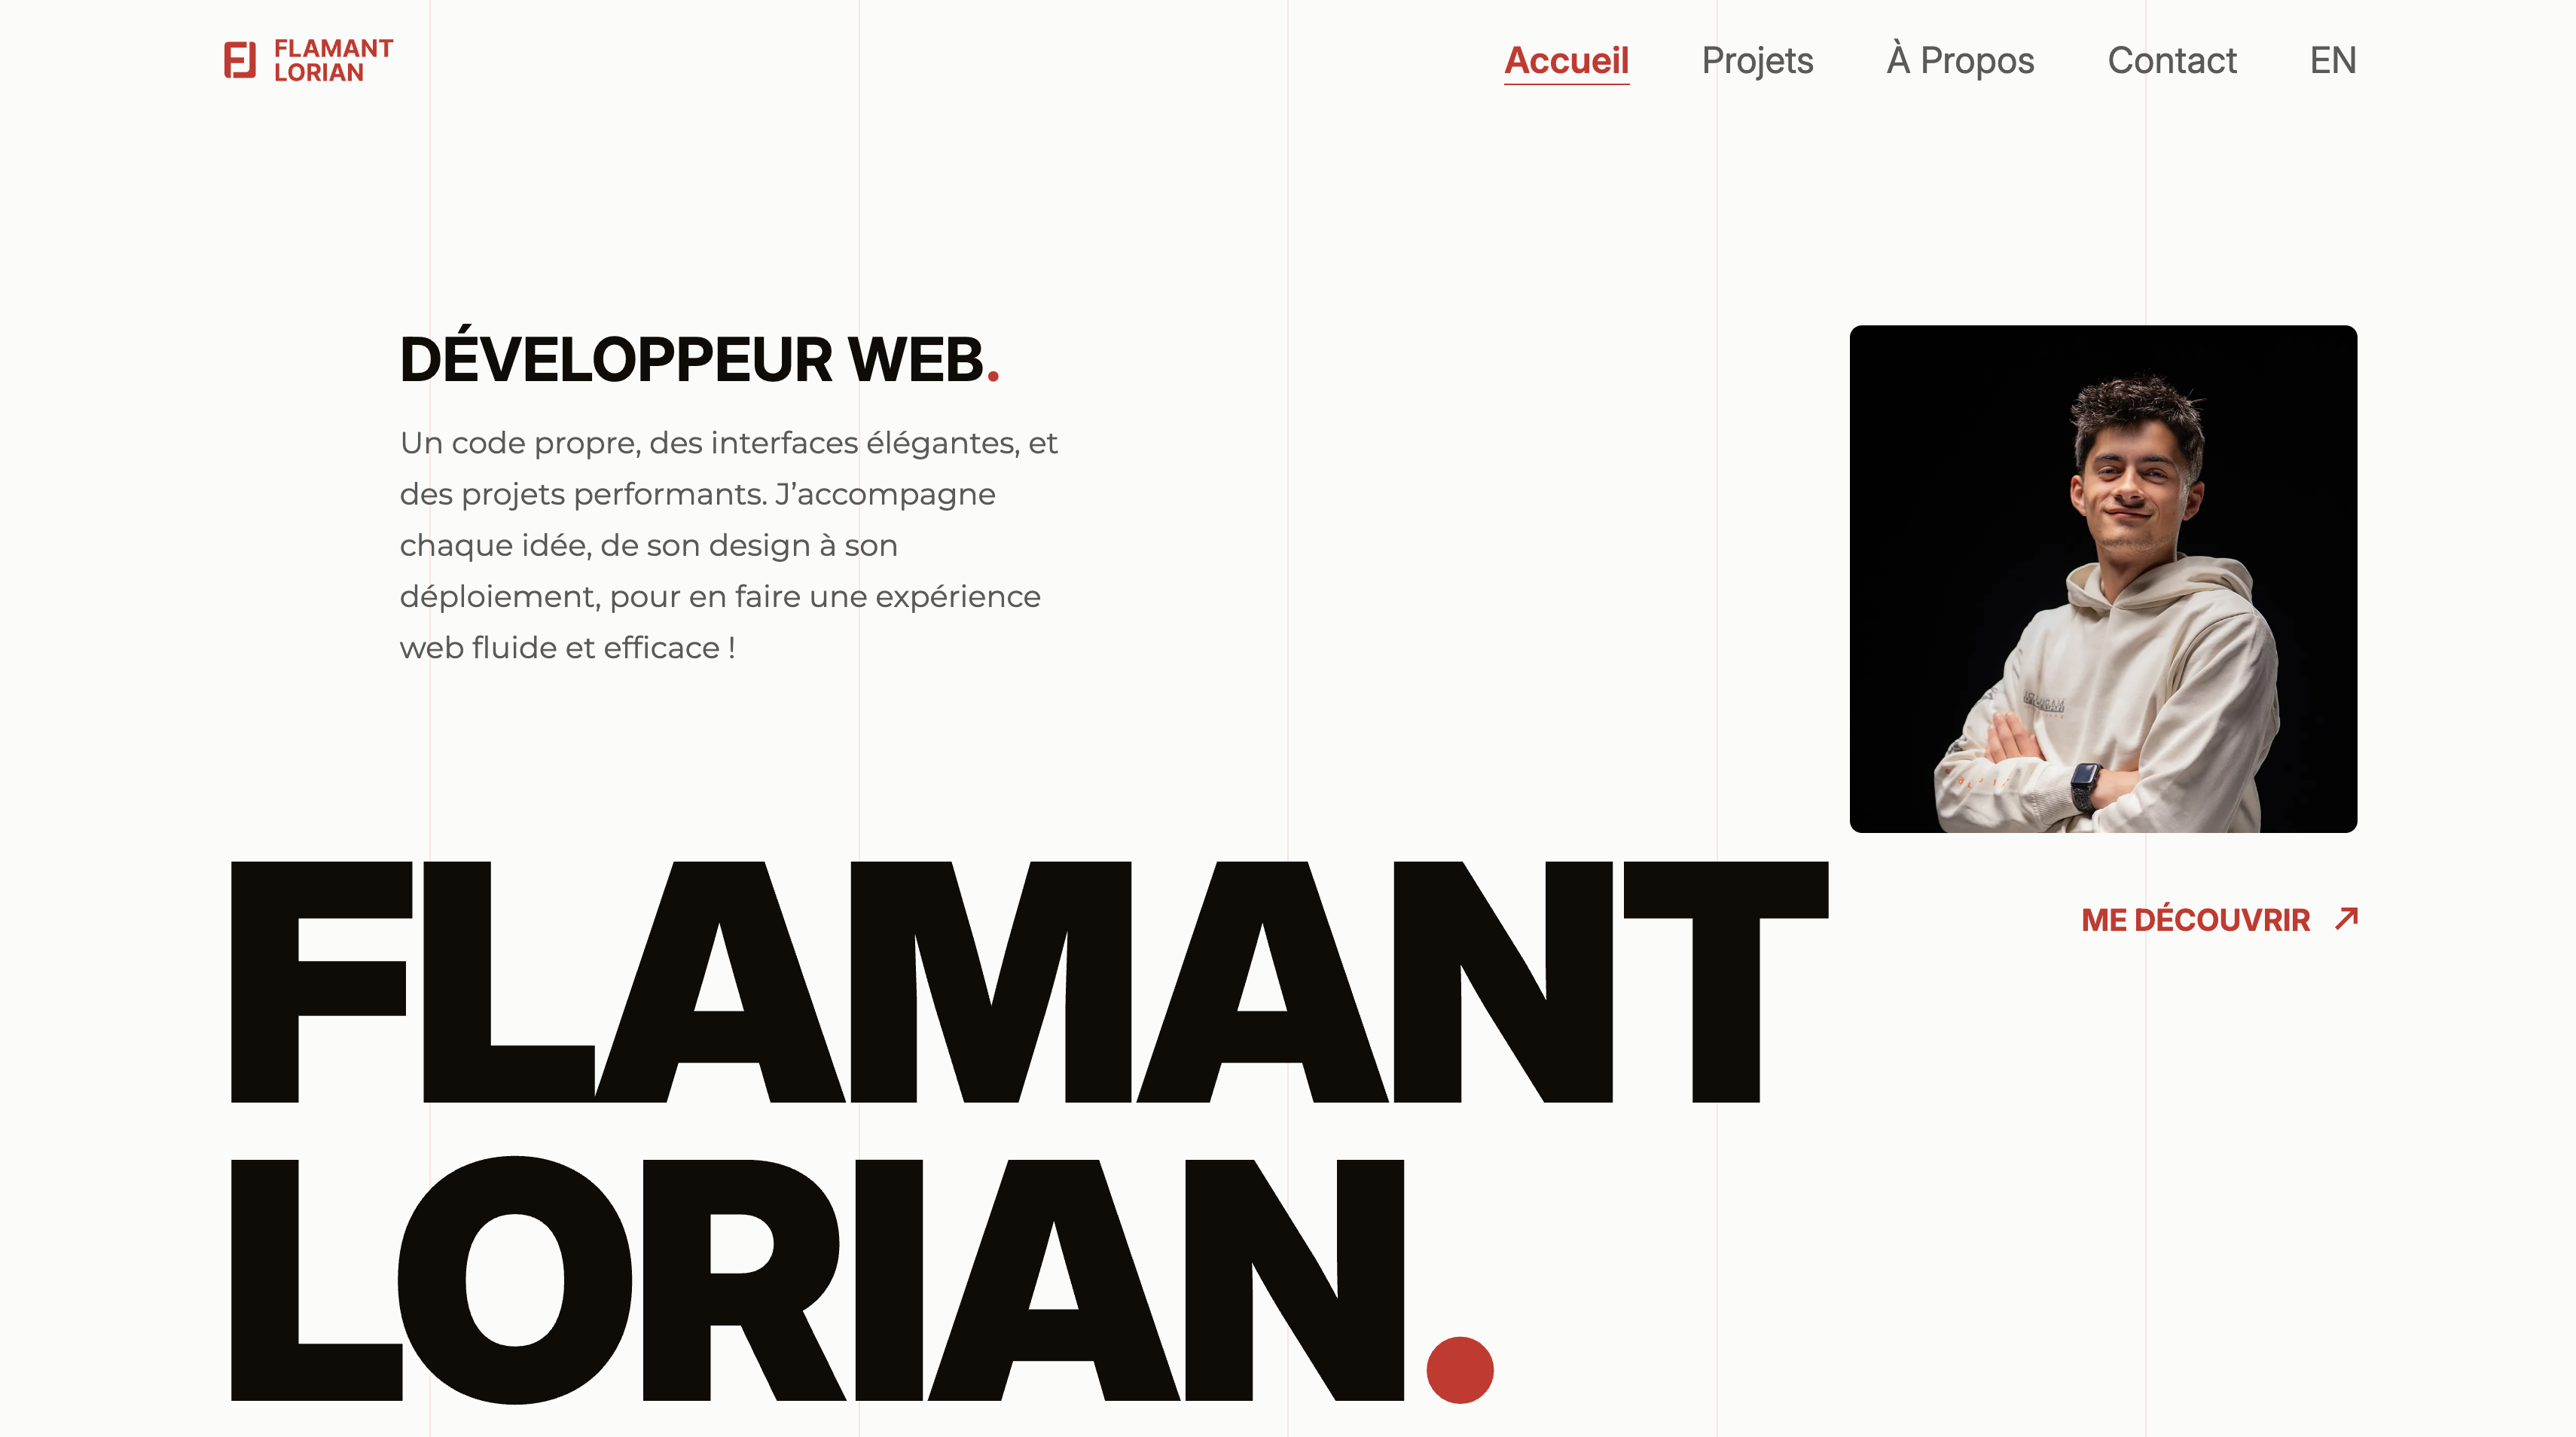 FLAMANT
LORIAN
Accueil
Projets
À Propos
Contact
EN
DÉVELOPPEUR WEB.
Un code propre, des interfaces élégantes, et
des projets performants. J’accompagne
chaque idée, de son design à son
déploiement, pour en faire une expérience
web fluide et efficace !
ME DÉCOUVRIR
FLAMANT
LORIAN.